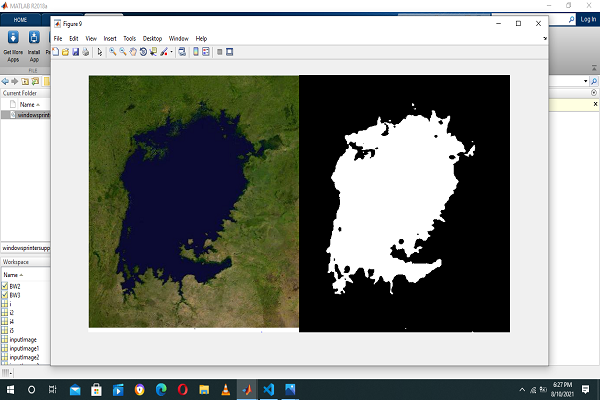 MATLAB R2018a
HOME
Log In
Get More Apps
Install App
FILE
Figure 9
File Edit View Insert Tools Desktop Window Help
Current Folder
Name
windowsprinter
windowsprintersupp
Workspace
Name
BW2
BW3
i
i2
i4
i5
inputImage
inputImage1
inputImage2
6:27 PM
8/10/2021